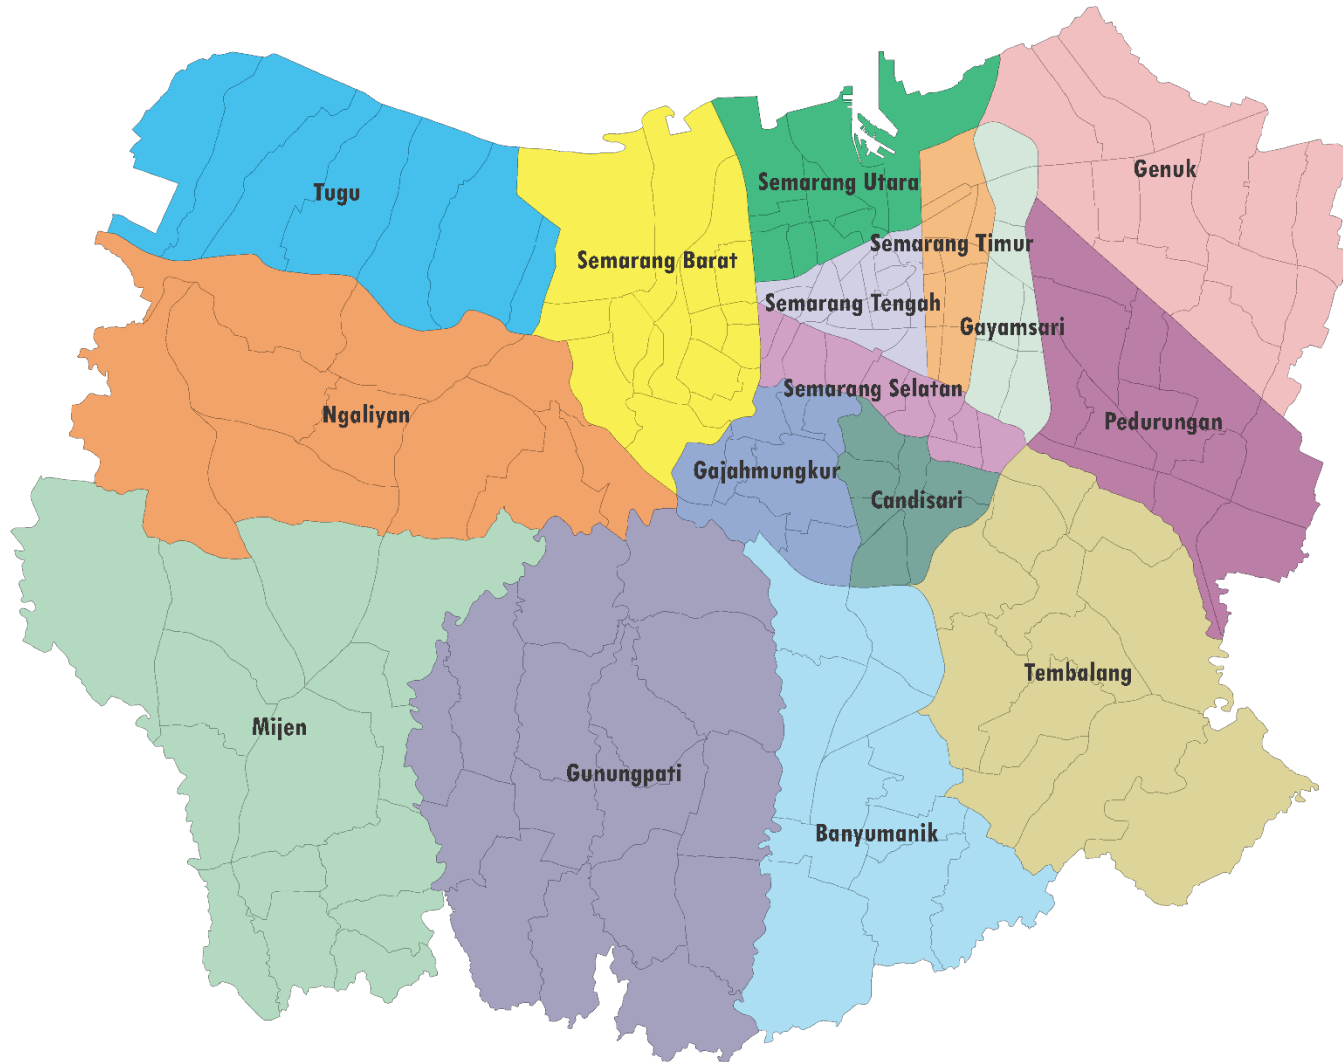 Genuk
Semarang Utara
Tugu
Semarang Timur
Semarang Barat
Semarang Tengah
Gayamsari
Semarang Selatan
Ngaliyan
Pedurungan
Gajahmungkur
Candisari
Tembalang
Mijen
Gunungpati
Banyumanik